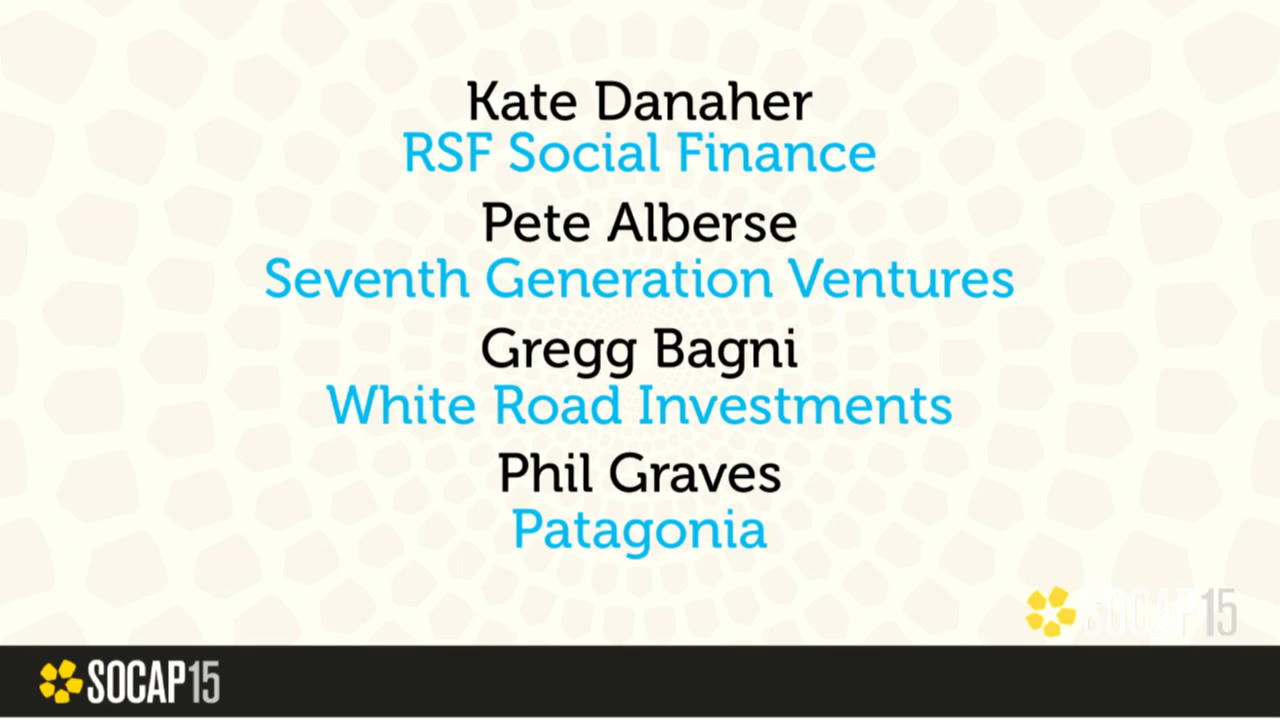 Kate Danaher
RSF Social Finance
Pete Alberse
Seventh Generation Ventures
Gregg Bagni
White Road Investments
Phil Graves
Patagonia
SOCAP15
SOCAP15